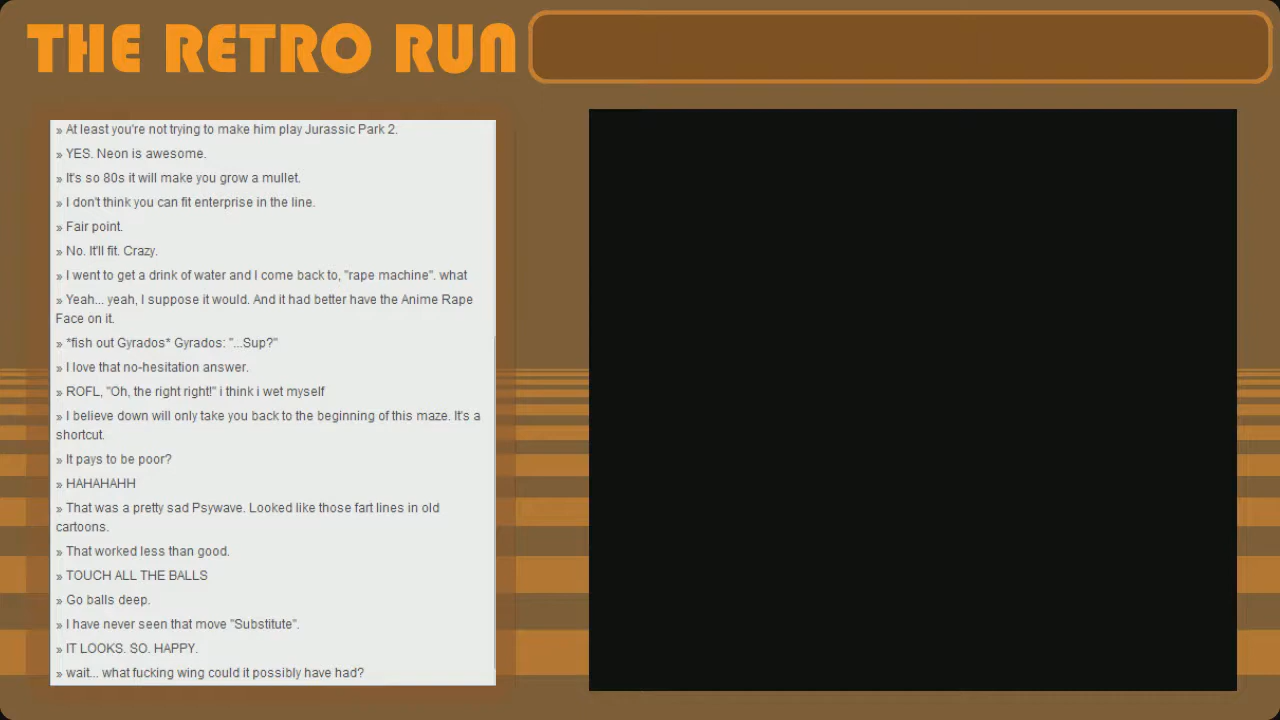 THE RETRO RUN
» At least you're not trying to make him play Jurassic Park 2.
» YES. Neon is awesome.
» It's so 80s it will make you grow a mullet.
» I don't think you can fit enterprise in the line.
» Fair point.
» No. It'll fit. Crazy.
» I went to get a drink of water and I come back to, "rape machine". what
» Yeah... yeah, I suppose it would. And it had better have the Anime Rape
Face on it.
» *fish out Gyrados* Gyrados: "...Sup?"
» I love that no-hesitation answer.
» ROFL, "Oh, the right right!" i think i wet myself
» I believe down will only take you back to the beginning of this maze. It's a
shortcut.
» It pays to be poor?
» HAHAHAHH
» That was a pretty sad Psywave. Looked like those fart lines in old
cartoons.
» That worked less than good.
» TOUCH ALL THE BALLS
» Go balls deep.
» I have never seen that move "Substitute".
» IT LOOKS. SO. HAPPY.
» wait... what fucking wing could it possibly have had?